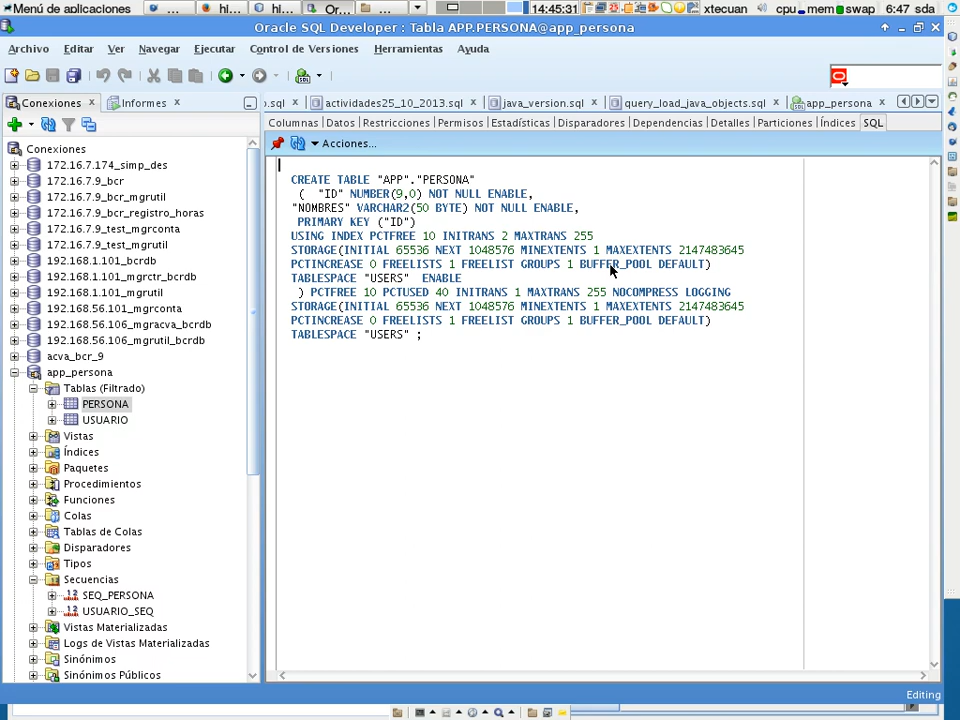 Menú de aplicaciones ... hl... hl... Or... ... 14:45:31 xtecuan cpu mem swap 6:47 sda
Oracle SQL Developer : Tabla APP.PERSONA@app_persona
Archivo Editar Ver Navegar Ejecutar Control de Versiones Herramientas Ayuda
Conexiones Informes
o.sql actividades25_10_2013.sql java_version.sql query_load_java_objects.sql app_persona
Columnas Datos Restricciones Permisos Estadísticas Disparadores Dependencias Detalles Particiones Índices SQL
Acciones...
Conexiones
172.16.7.174_simp_des
172.16.7.9_bcr
172.16.7.9_bcr_mgrutil
172.16.7.9_bcr_registro_horas
172.16.7.9_test_mgrconta
172.16.7.9_test_mgrutil
192.168.1.101_bcrdb
192.168.1.101_mgrctr_bcrdb
192.168.1.101_mgrutil
192.168.56.101_mgrconta
192.168.56.106_mgracva_bcrdb
192.168.56.106_mgrutil_bcrdb
acva_bcr_9
app_persona
Tablas (Filtrado)
PERSONA
USUARIO
Vistas
Índices
Paquetes
Procedimientos
Funciones
Colas
Tablas de Colas
Disparadores
Tipos
Secuencias
SEQ_PERSONA
USUARIO_SEQ
Vistas Materializadas
Logs de Vistas Materializadas
Sinónimos
Sinónimos Públicos
CREATE TABLE "APP"."PERSONA"
( "ID" NUMBER(9,0) NOT NULL ENABLE,
"NOMBRES" VARCHAR2(50 BYTE) NOT NULL ENABLE,
PRIMARY KEY ("ID")
USING INDEX PCTFREE 10 INITRANS 2 MAXTRANS 255
STORAGE(INITIAL 65536 NEXT 1048576 MINEXTENTS 1 MAXEXTENTS 2147483645
PCTINCREASE 0 FREELISTS 1 FREELIST GROUPS 1 BUFFER_POOL DEFAULT)
TABLESPACE "USERS" ENABLE
) PCTFREE 10 PCTUSED 40 INITRANS 1 MAXTRANS 255 NOCOMPRESS LOGGING
STORAGE(INITIAL 65536 NEXT 1048576 MINEXTENTS 1 MAXEXTENTS 2147483645
PCTINCREASE 0 FREELISTS 1 FREELIST GROUPS 1 BUFFER_POOL DEFAULT)
TABLESPACE "USERS" ;
Editing